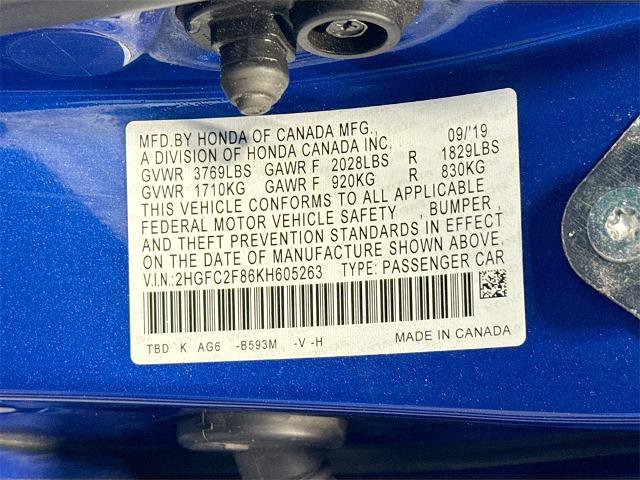 MFD.BY HONDA OF CANADA MFG., 09/'19
A DIVISION OF HONDA CANADA INC.
GVWR 3769LBS GAWR F 2028LBS R 1829LBS
GVWR 1710KG GAWR F 920KG R 830KG
THIS VEHICLE CONFORMS TO ALL APPLICABLE
FEDERAL MOTOR VEHICLE SAFETY , BUMPER ,
AND THEFT PREVENTION STANDARDS IN EFFECT
ON THE DATE OF MANUFACTURE SHOWN ABOVE.
V.I.N.:2HGFC2F86KH605263 TYPE: PASSENGER CAR
TBD K AG6 -B593M -V -H MADE IN CANADA